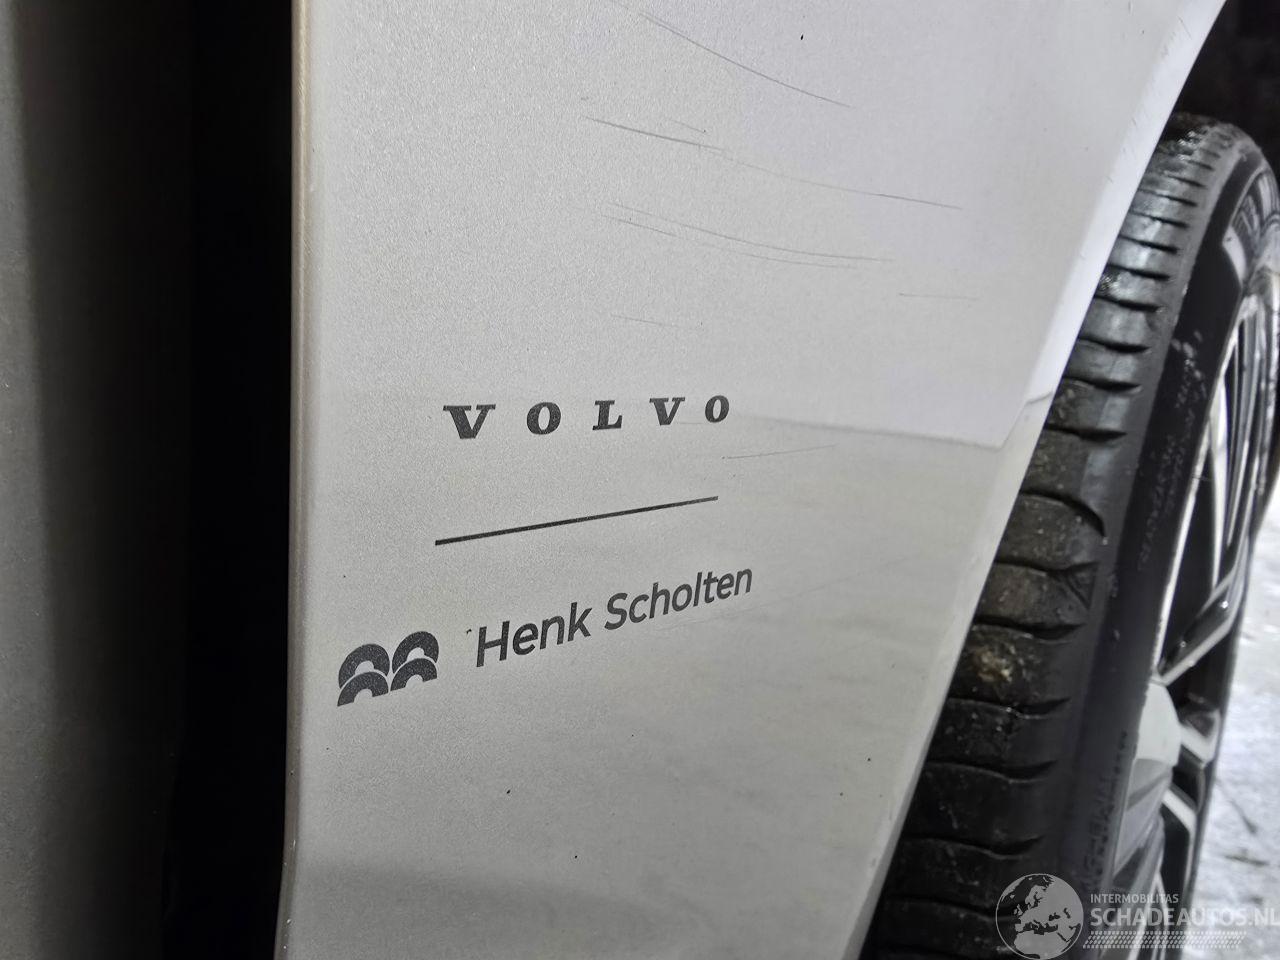 VOLVO
Henk Scholten
INTERMOBILITAS
SCHADEAUTOS.NL